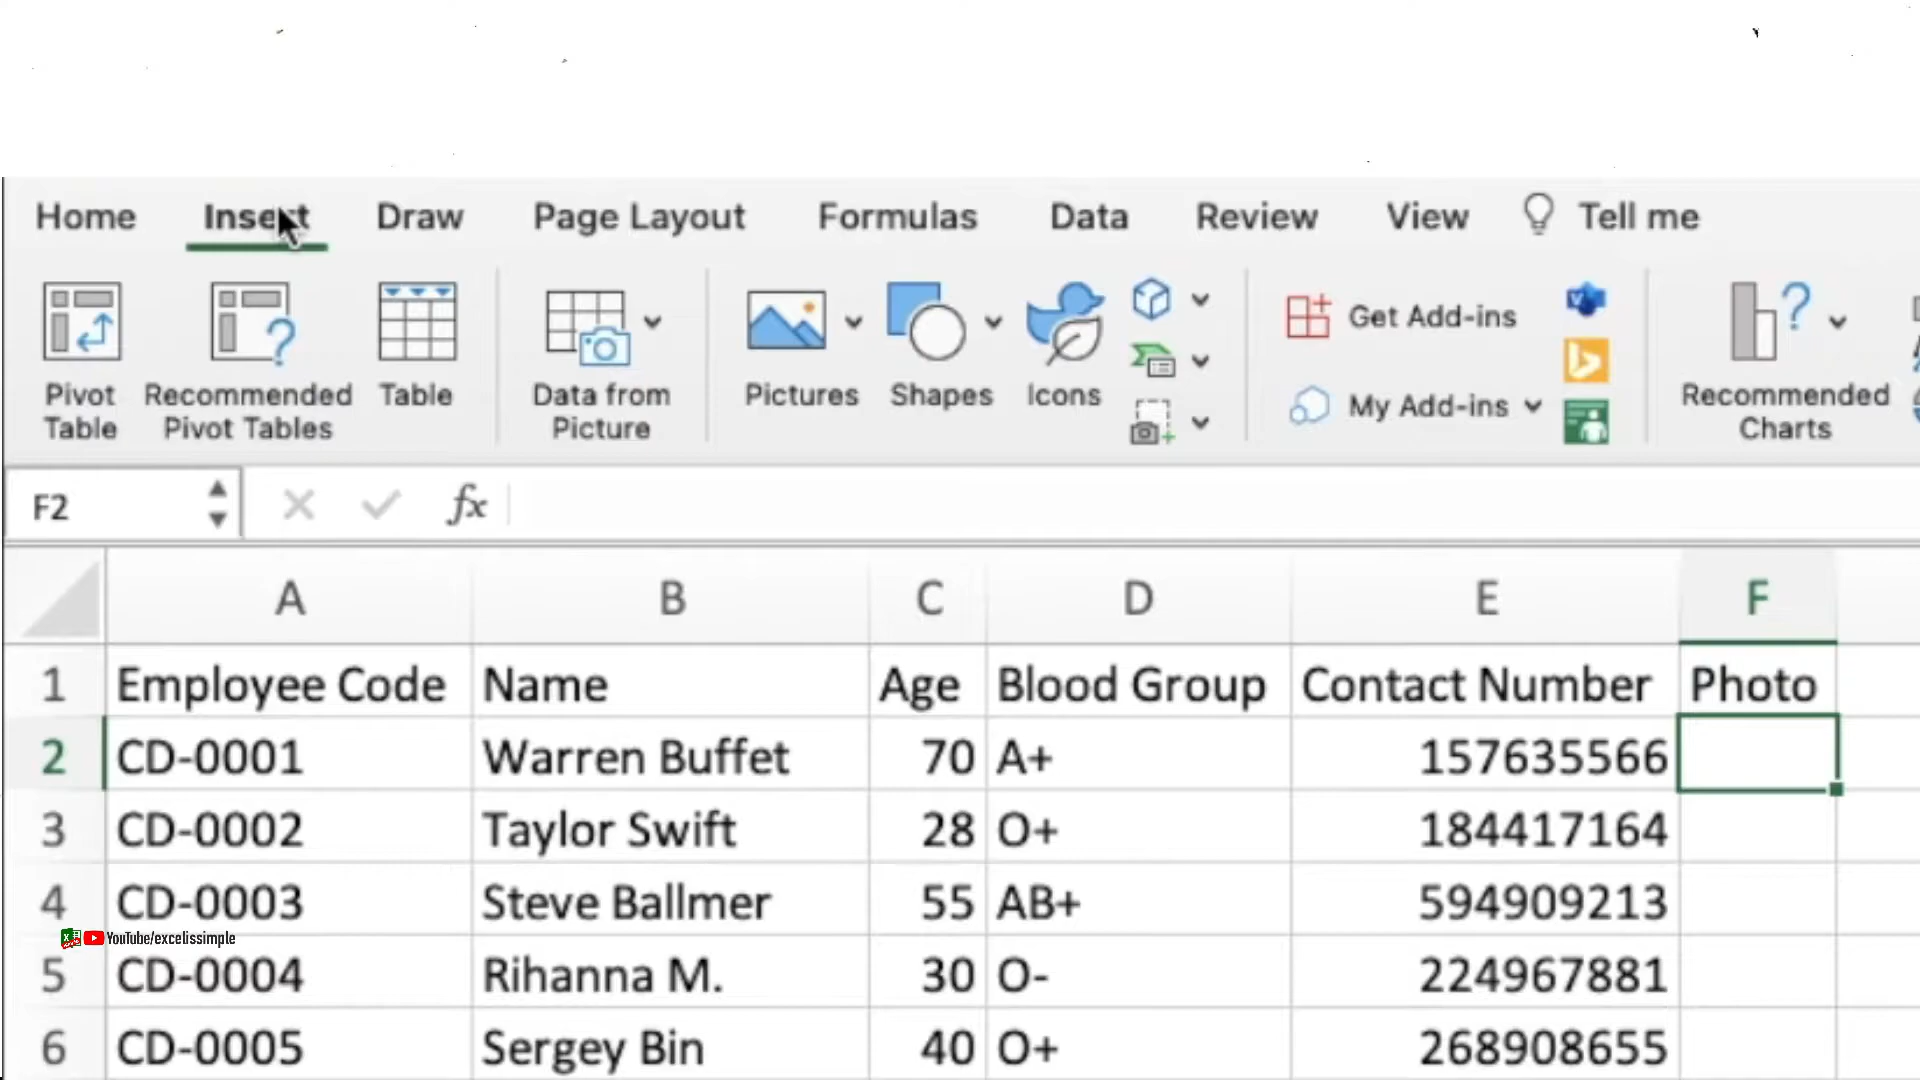 Home Insert Draw Page Layout Formulas Data Review View Tell me
Pivot Table
Recommended Pivot Tables
Table
Data from Picture
Pictures
Shapes
Icons
Get Add-ins
My Add-ins
Recommended Charts
F2 fx
A B C D E F
1 Employee Code Name Age Blood Group Contact Number Photo
2 CD-0001 Warren Buffet 70 A+ 157635566
3 CD-0002 Taylor Swift 28 O+ 184417164
4 CD-0003 Steve Ballmer 55 AB+ 594909213
YouTube/excelissimple
5 CD-0004 Rihanna M. 30 O- 224967881
6 CD-0005 Sergey Bin 40 O+ 268908655